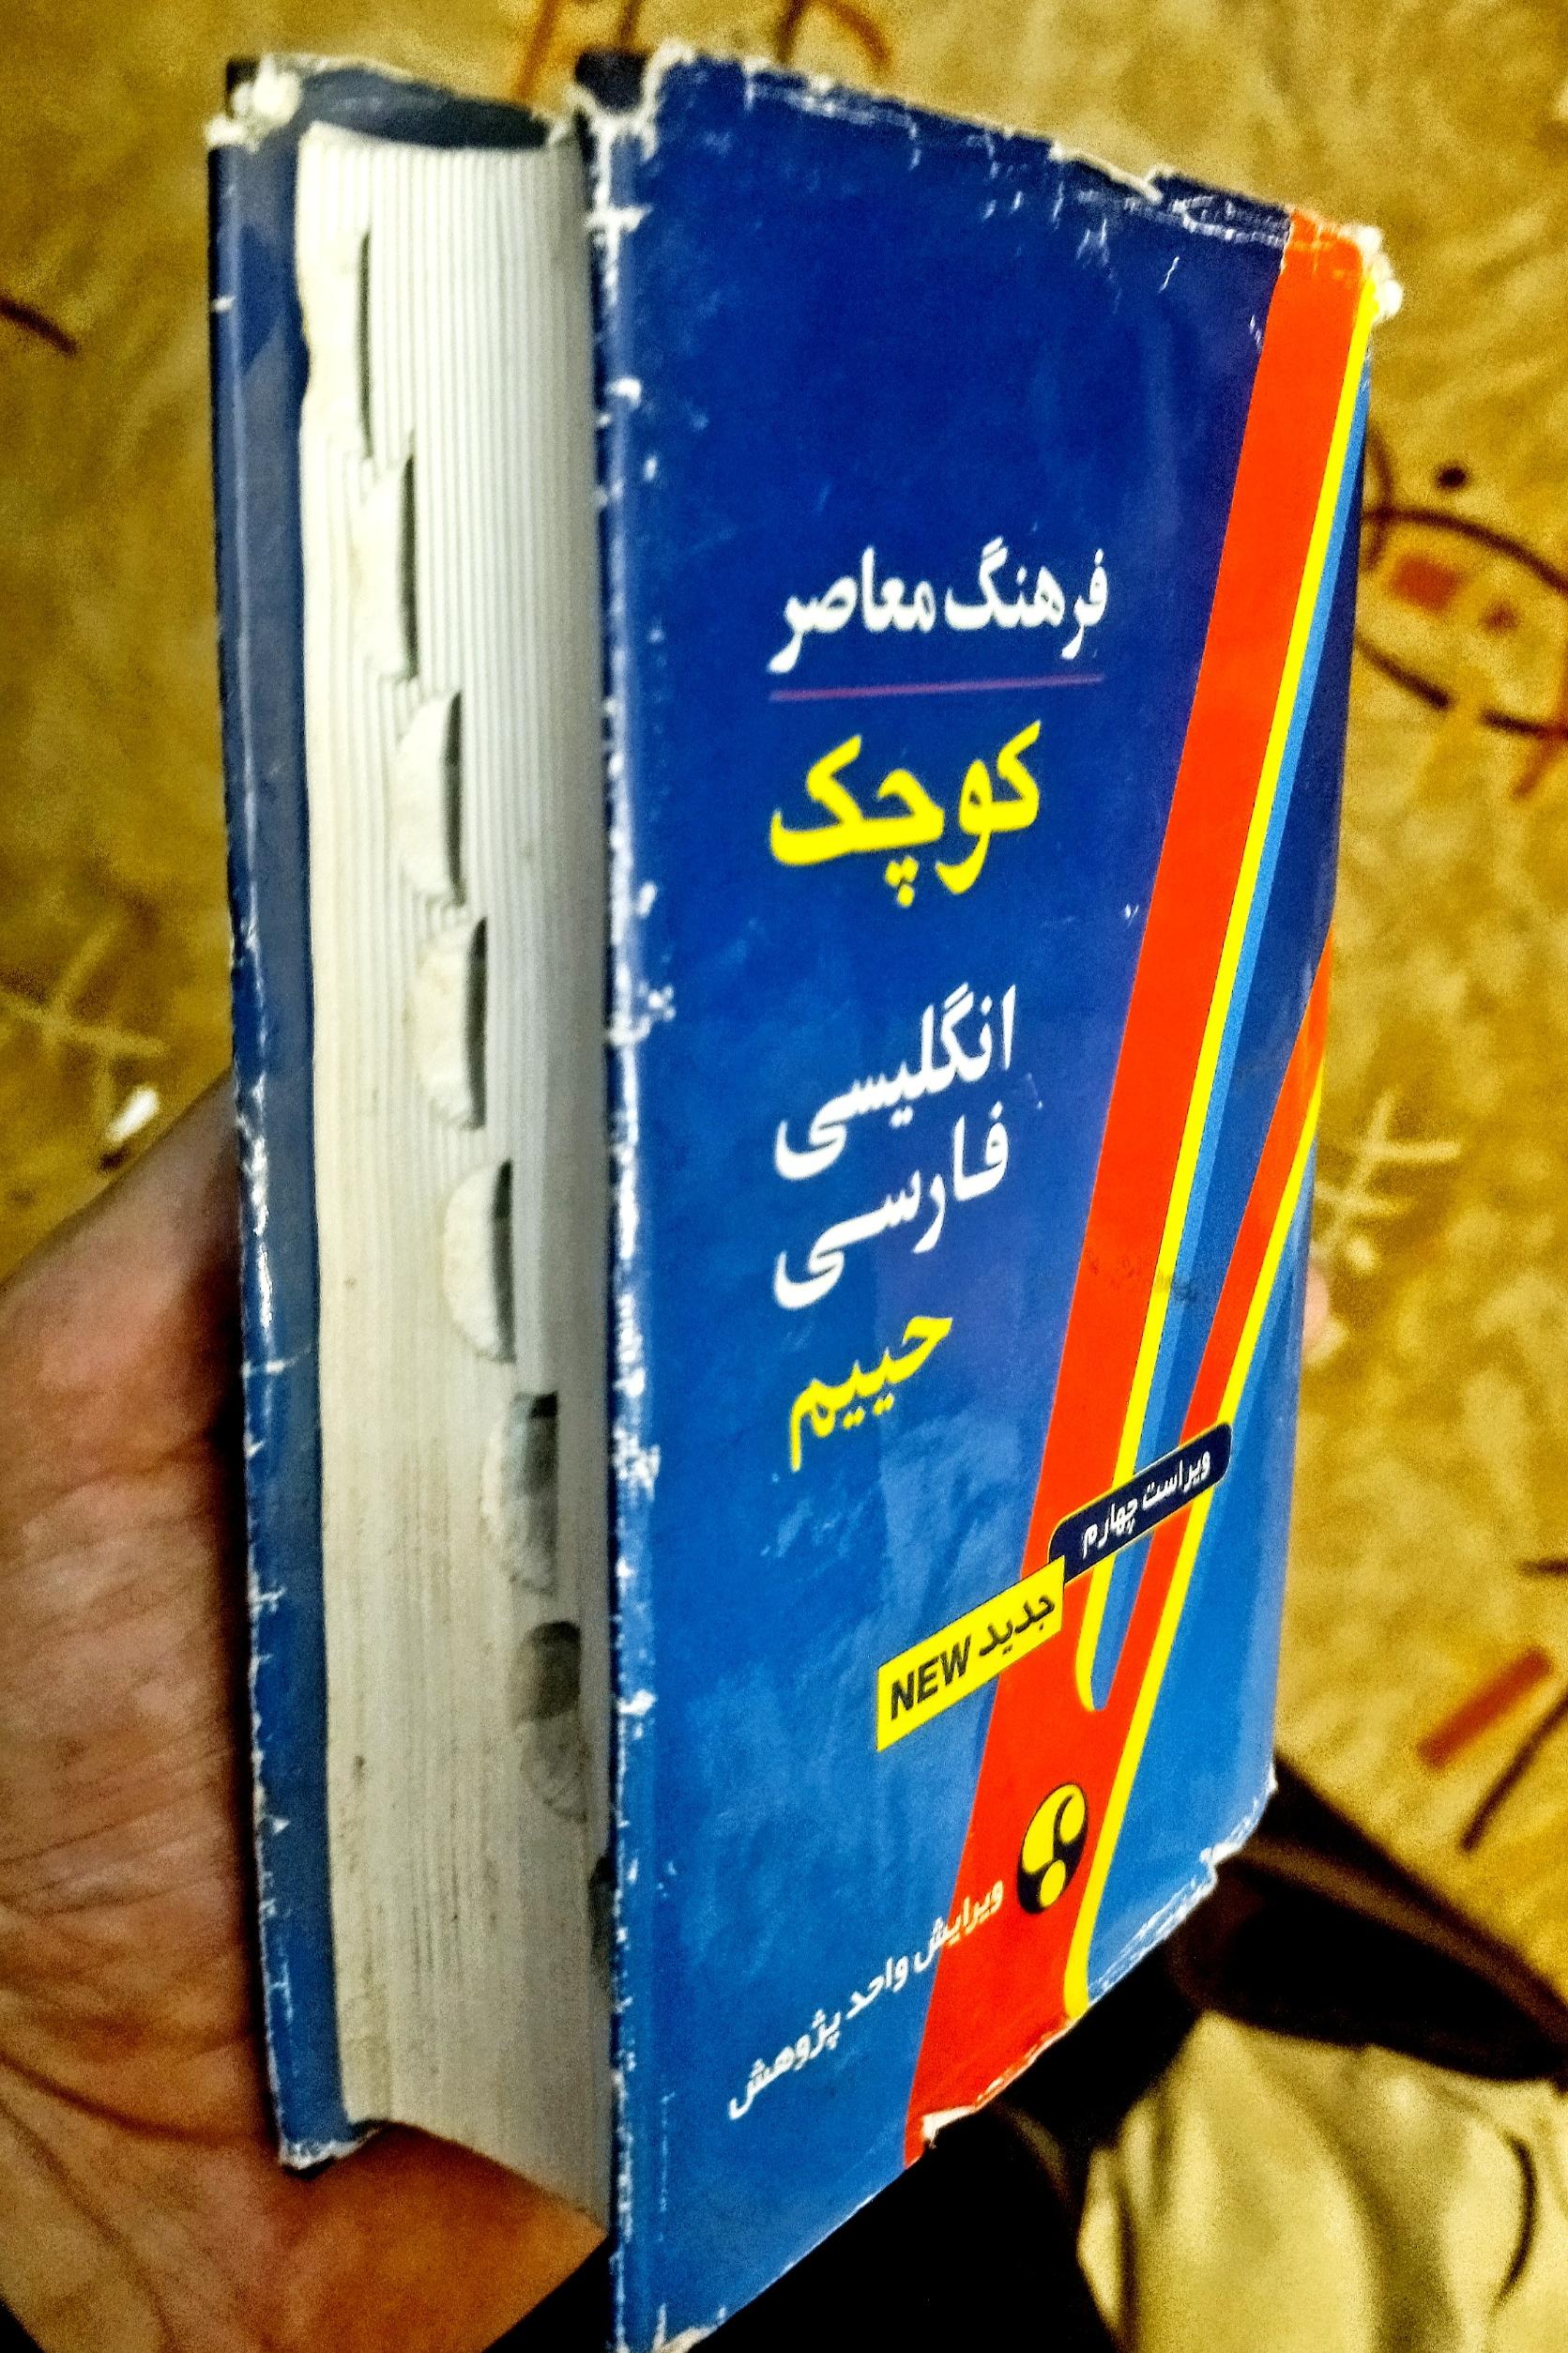 فرهنگ معاصر
کوچک
انگلیسی
فارسی
حییم
ویراست چهارم
جدید NEW
ویرایش واحد پژوهش